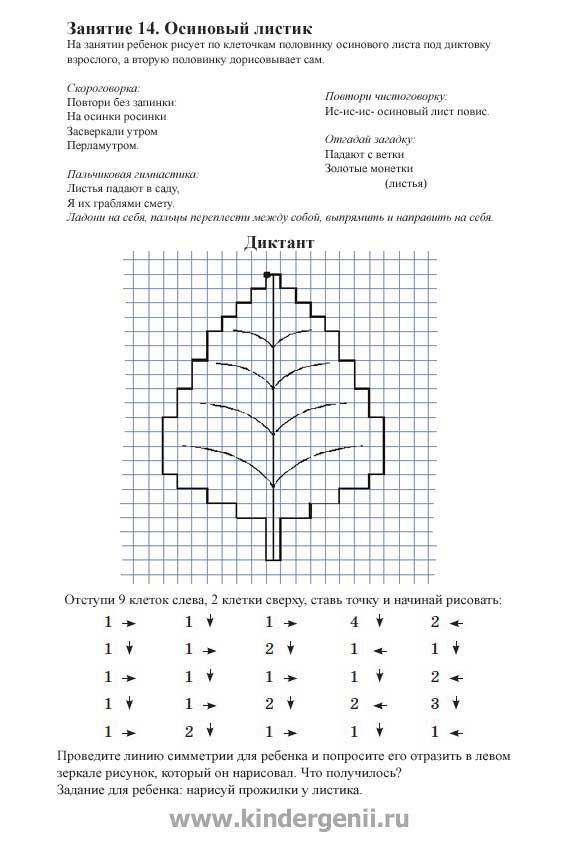 Занятие 14. Осиновый листик
На занятии ребенок рисует по клеточкам половинку осинового листа под диктовку
взрослого, а вторую половинку дорисовывает сам.
Скороговорка:
Повтори без запинки:
На осинки росинки
Засверкали утром
Перламутром.
Пальчиковая гимнастика:
Листья падают в саду,
Я их граблями смету.
Повтори чистоговорку:
Ис-ис-ис- осиновый лист повис.
Отгадай загадку:
Падают с ветки
Золотые монетки
(листья)
Ладони на себя, пальцы переплести между собой, выпрямить и направить на себя.
Диктант
Отступи 9 клеток слева, 2 клетки сверху, ставь точку и начинай рисовать:
1 → 1 ↓ 1 → 4 ↓ 2 ←
1 ↓ 1 → 2 ↓ 1 ← 1 ↓
1 → 1 ↓ 1 → 1 ↓ 2 ←
1 ↓ 1 → 2 ↓ 2 ← 3 ↓
1 → 2 ↓ 1 → 1 ↓ 1 ←
Проведите линию симметрии для ребенка и попросите его отразить в левом
зеркале рисунок, который он нарисовал. Что получилось?
Задание для ребенка: нарисуй прожилки у листика.
www.kindergenii.ru